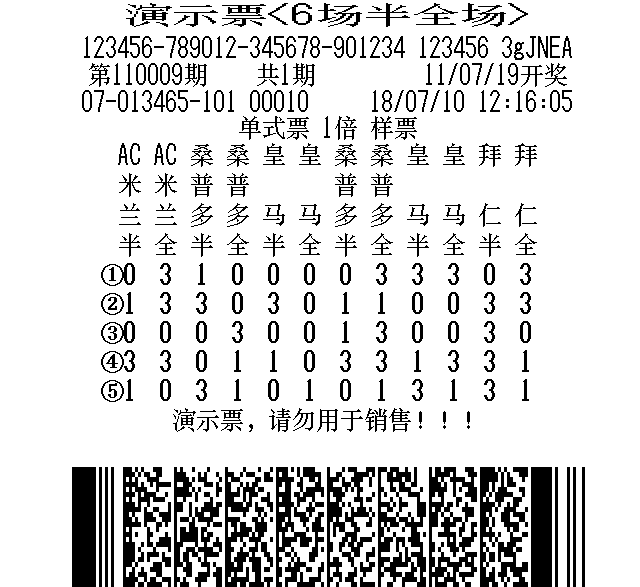 演示票<6场半全场>
123456-789012-345678-901234 123456 3gJNEA
第110009期 共1期 11/07/19开奖
07-013465-101 00010 18/07/10 12:16:05
单式票 1倍 样票
AC AC 桑 桑 皇 皇 桑 桑 皇 皇 拜 拜
米 米 普 普 普 普
兰 兰 多 多 马 马 多 多 马 马 仁 仁
半 全 半 全 半 全 半 全 半 全 半 全
①0 3 1 0 0 0 0 3 3 3 0 3
②1 3 3 0 3 0 1 1 0 0 3 3
③0 0 0 3 0 0 1 3 0 0 3 0
④3 3 0 1 1 0 3 3 1 3 3 1
⑤1 0 3 1 0 1 0 1 3 1 3 1
演示票，请勿用于销售！！！